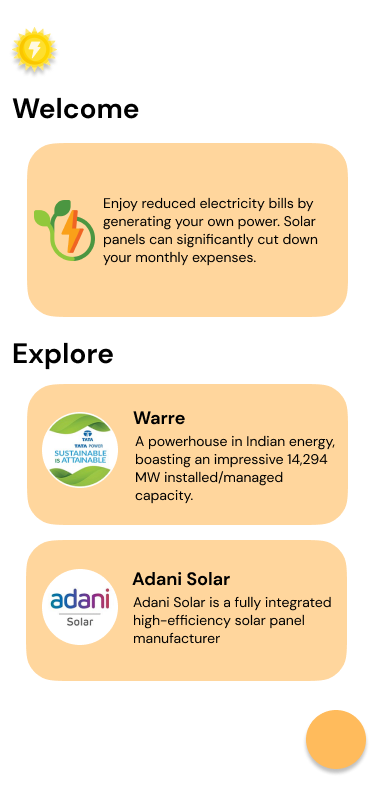 Welcome
Enjoy reduced electricity bills by
generating your own power. Solar
panels can significantly cut down
your monthly expenses.
Explore
TATA
TATA POWER
SUSTAINABLE
IS ATTAINABLE
Warre
A powerhouse in Indian energy,
boasting an impressive 14,294
MW installed/managed
capacity.
adani
Solar
Adani Solar
Adani Solar is a fully integrated
high-efficiency solar panel
manufacturer